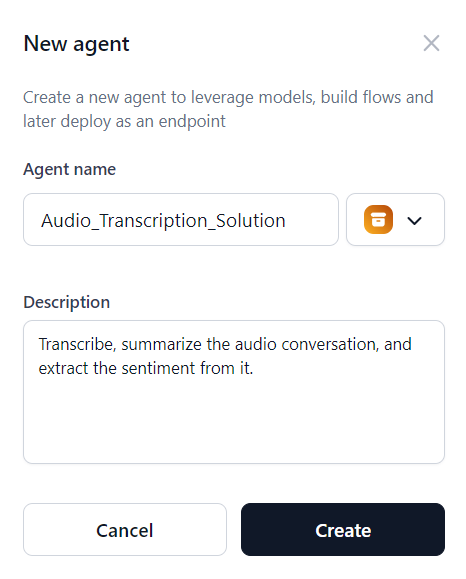 New agent
Create a new agent to leverage models, build flows and
later deploy as an endpoint
Agent name
Audio_Transcription_Solution
Description
Transcribe, summarize the audio conversation, and
extract the sentiment from it.
Cancel
Create